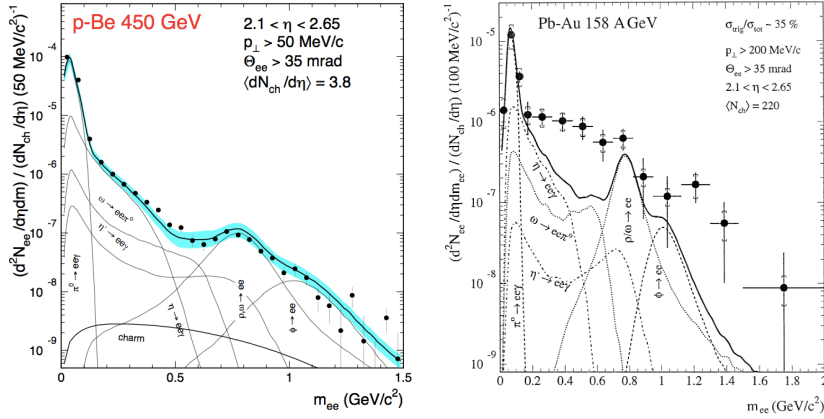 p-Be 450 GeV
2.1 < η < 2.65
p⊥ > 50 MeV/c
Θee > 35 mrad
⟨dNch /dη⟩ = 3.8
(d²Nee /dηdm) / (dNch /dη) (50 MeV/c²)⁻¹
10⁻⁴
10⁻⁵
10⁻⁶
10⁻⁷
10⁻⁸
10⁻⁹
π⁰ → eeγ
ω → eeπ⁰
η′ → eeγ
η → eeγ
ρ,ω → ee
ϕ → ee
charm
0
0.5
1
1.5
mee (GeV/c²)
Pb-Au 158 A GeV
σtrig/σtot ~ 35 %
p⊥ > 200 MeV/c
Θee > 35 mrad
2.1 < η < 2.65
⟨Nch⟩ = 220
(d²Nee /dηdmee) / (dNch /dη) (100 MeV/c²)⁻¹
10⁻⁵
10⁻⁶
10⁻⁷
10⁻⁸
10⁻⁹
η → eeγ
ω → eeπ⁰
η′ → eeγ
π⁰ → eeγ
ρ/ω → ee
ϕ → ee
0
0.2
0.4
0.6
0.8
1
1.2
1.4
1.6
1.8
2
mee (GeV/c²)